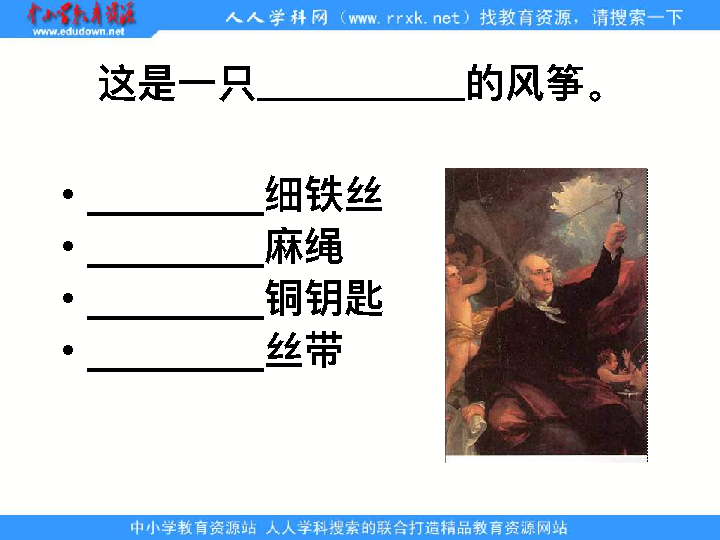 中小学教育资源
www.edudown.net
人人学科网（www.rrxk.net）找教育资源，请搜索一下
这是一只__________的风筝。
• ________细铁丝
• ________麻绳
• ________铜钥匙
• ________丝带
中小学教育资源站 人人学科搜索的联合打造精品教育资源网站